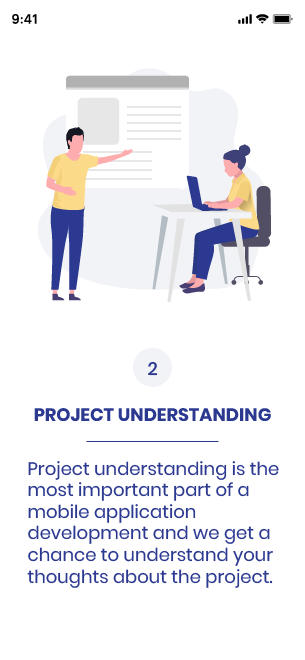 9:41
2
PROJECT UNDERSTANDING
Project understanding is the
most important part of a
mobile application
development and we get a
chance to understand your
thoughts about the project.